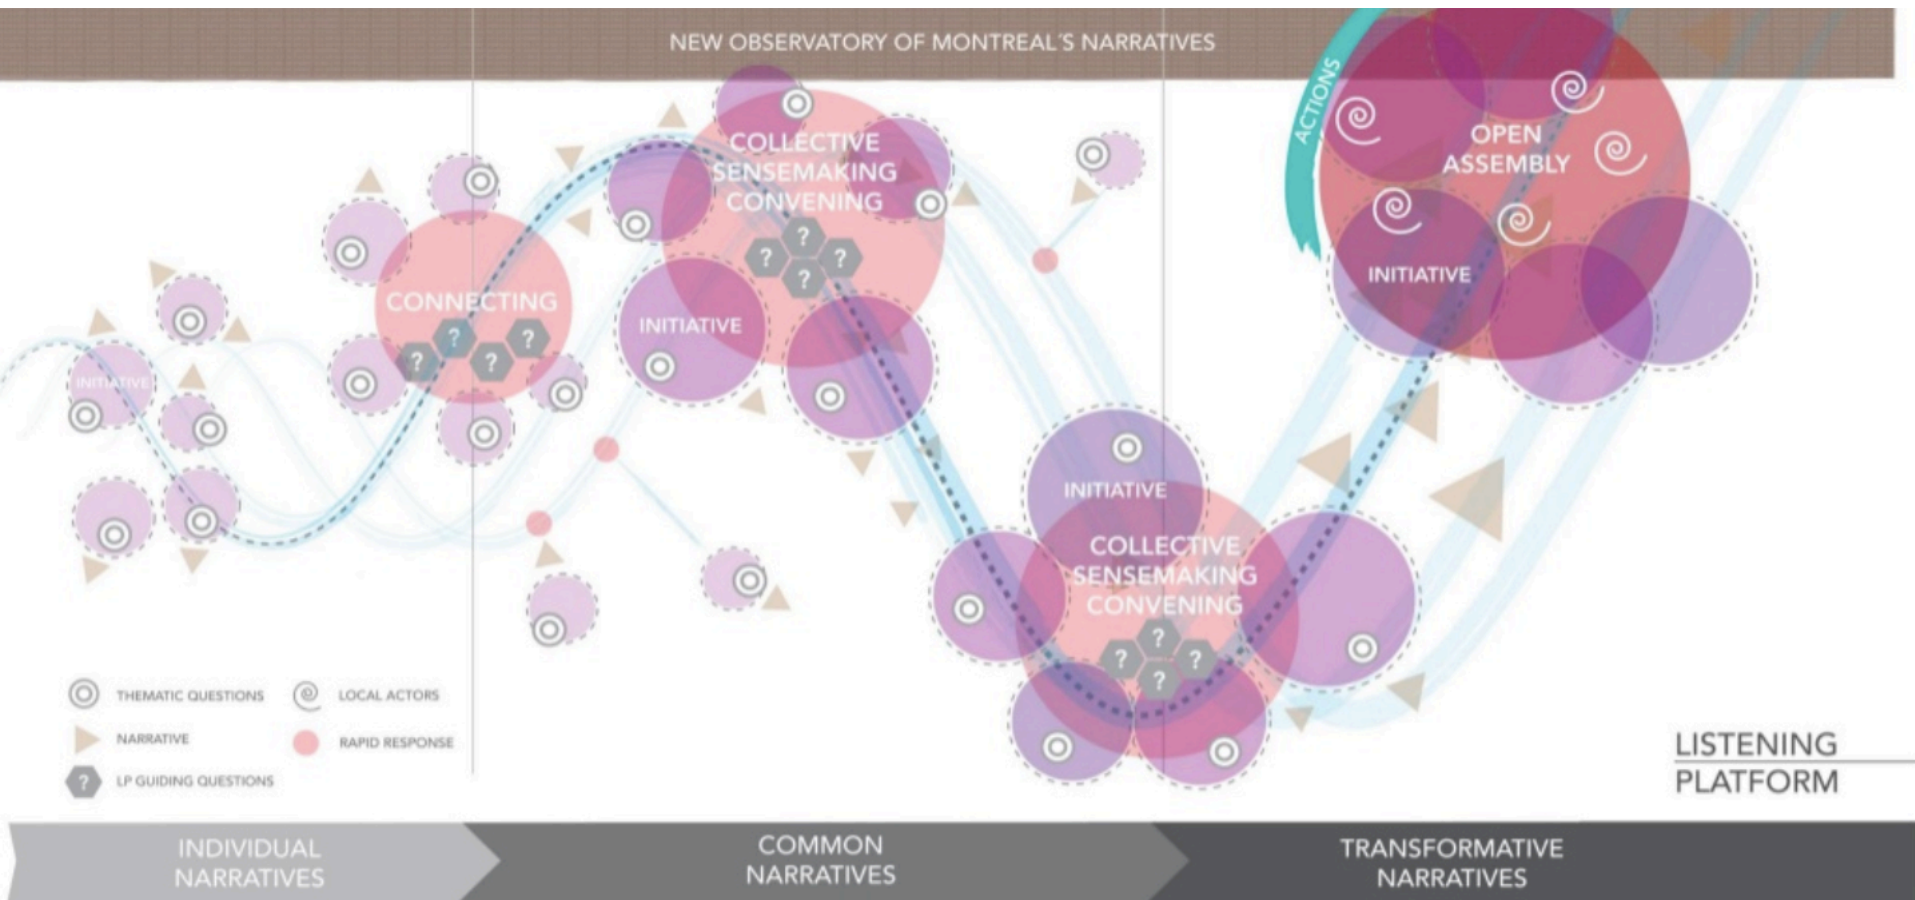 NEW OBSERVATORY OF MONTREAL'S NARRATIVES
ACTIONS
COLLECTIVE
SENSEMAKING
CONVENING
OPEN
ASSEMBLY
INITIATIVE
CONNECTING
INITIATIVE
INITIATIVE
? ? ? ?
? ? ? ?
INITIATIVE
COLLECTIVE
SENSEMAKING
CONVENING
? ? ? ?
THEMATIC QUESTIONS
LOCAL ACTORS
NARRATIVE
RAPID RESPONSE
? LP GUIDING QUESTIONS
LISTENING
PLATFORM
INDIVIDUAL
NARRATIVES
COMMON
NARRATIVES
TRANSFORMATIVE
NARRATIVES